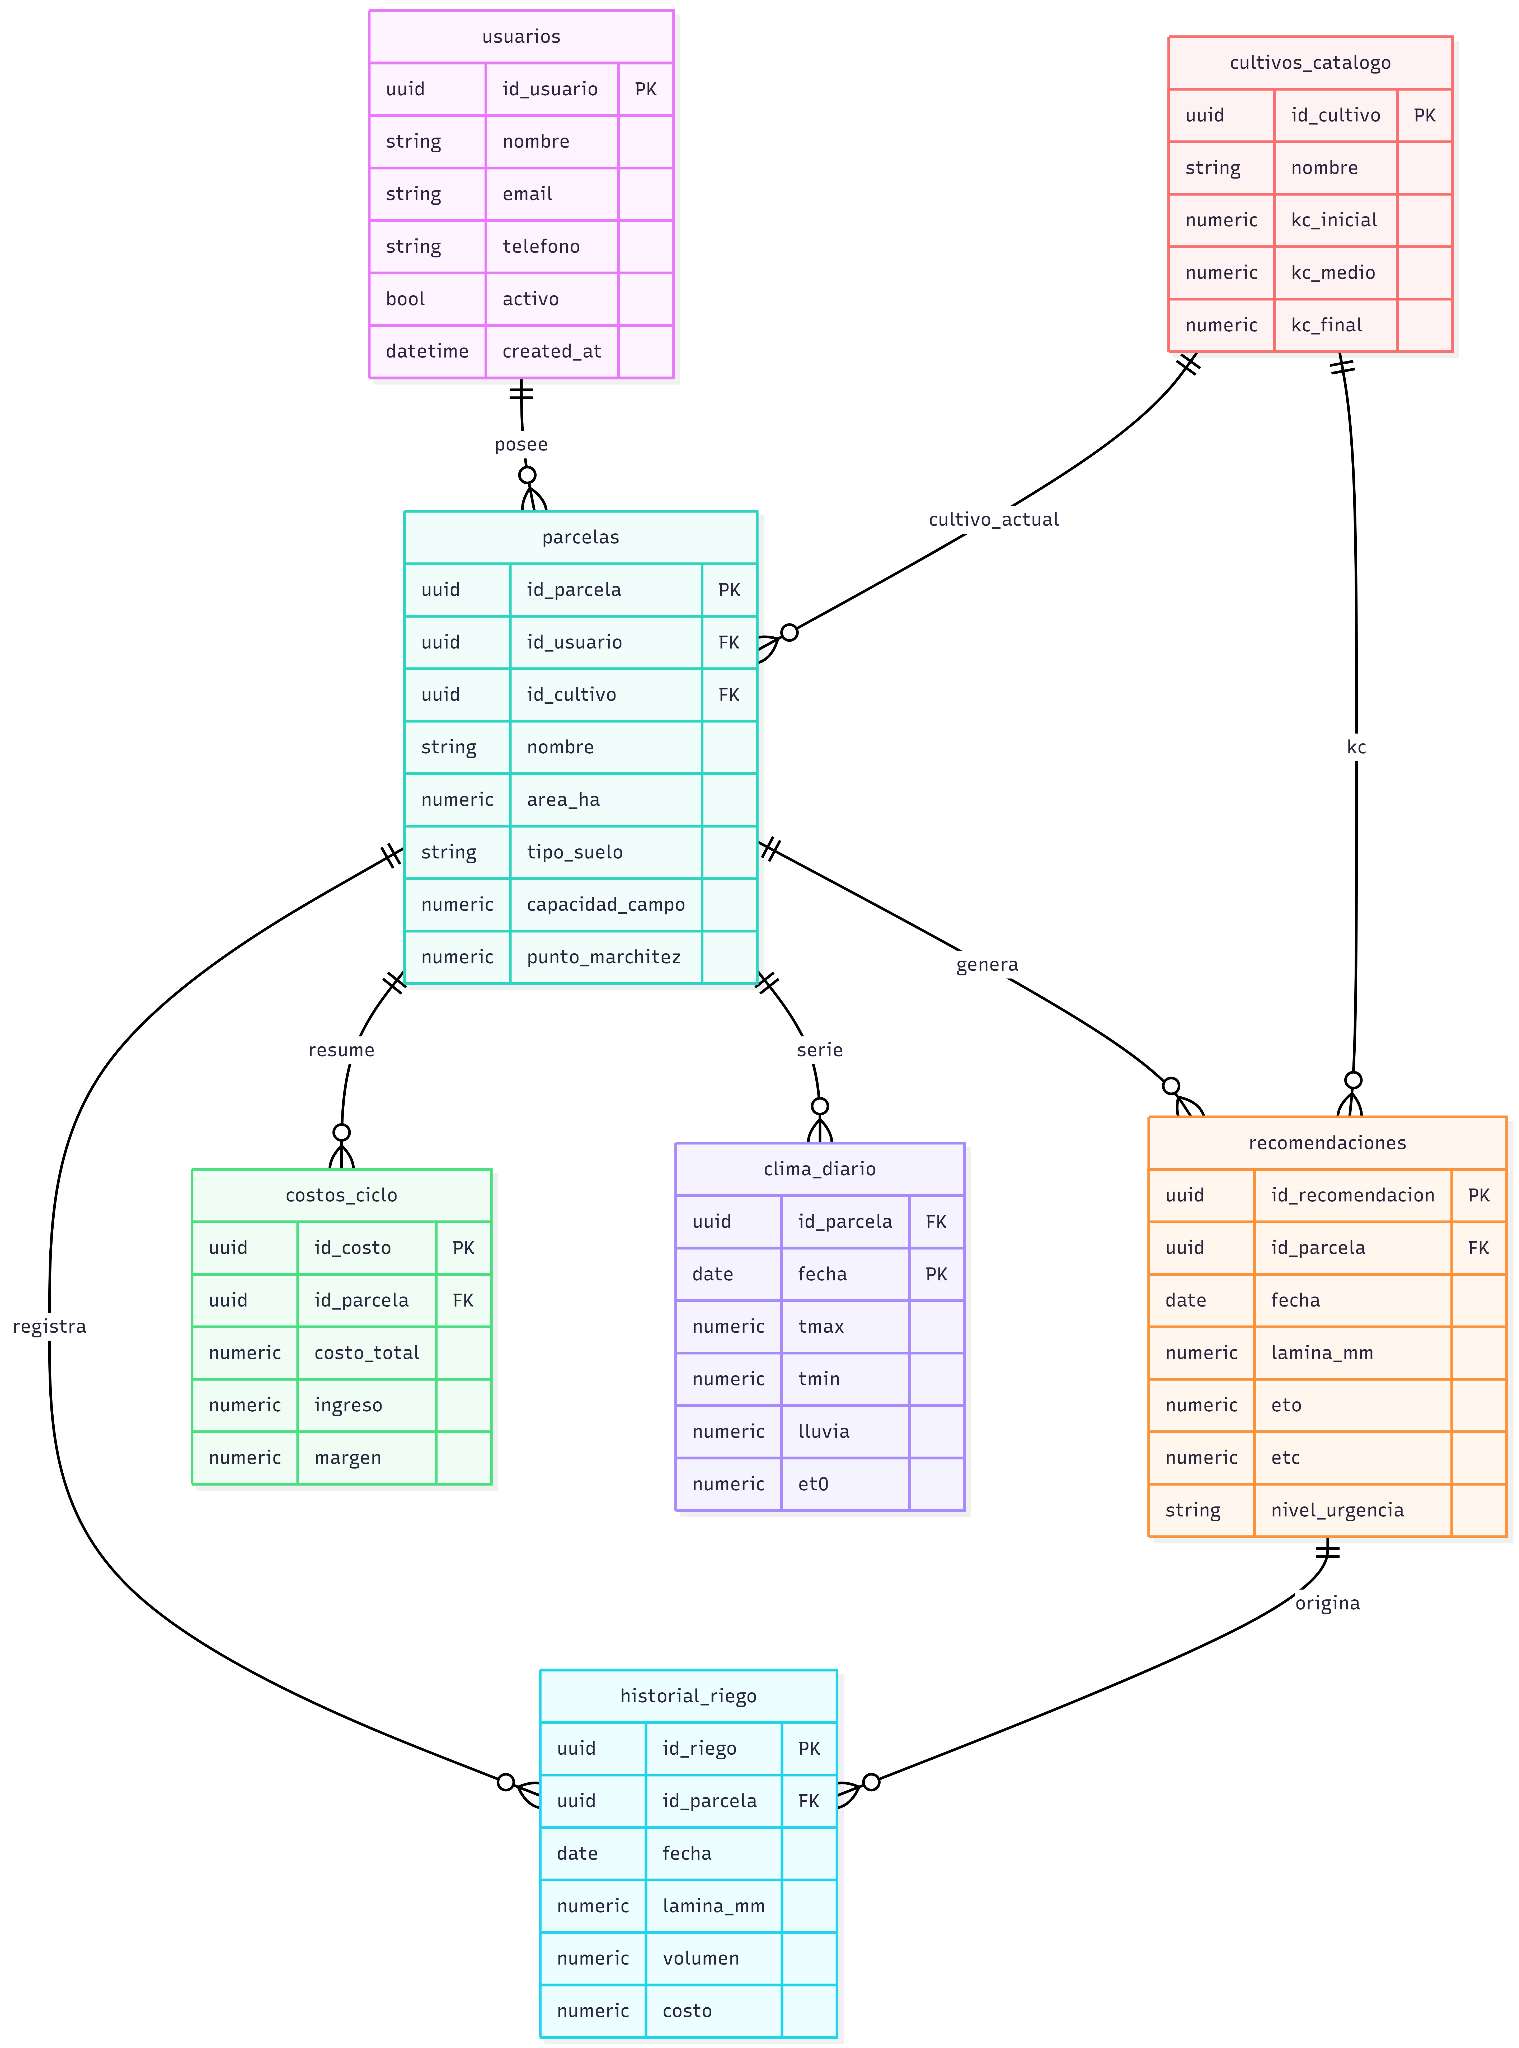 usuarios
uuid id_usuario PK
string nombre
string email
string telefono
bool activo
datetime created_at
cultivos_catalogo
uuid id_cultivo PK
string nombre
numeric kc_inicial
numeric kc_medio
numeric kc_final
posee
cultivo_actual
parcelas
uuid id_parcela PK
uuid id_usuario FK
uuid id_cultivo FK
string nombre
numeric area_ha
string tipo_suelo
numeric capacidad_campo
numeric punto_marchitez
kc
genera
resume
serie
registra
costos_ciclo
uuid id_costo PK
uuid id_parcela FK
numeric costo_total
numeric ingreso
numeric margen
clima_diario
uuid id_parcela FK
date fecha PK
numeric tmax
numeric tmin
numeric lluvia
numeric et0
recomendaciones
uuid id_recomendacion PK
uuid id_parcela FK
date fecha
numeric lamina_mm
numeric eto
numeric etc
string nivel_urgencia
origina
historial_riego
uuid id_riego PK
uuid id_parcela FK
date fecha
numeric lamina_mm
numeric volumen
numeric costo